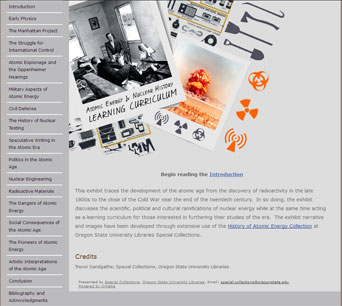 Introduction
Early Physics
The Manhattan Project
The Struggle for
International Control
Atomic Espionage and
the Oppenheimer
Hearings
Military Aspects of
Atomic Energy
Civil Defense
The History of Nuclear
Testing
Speculative Writing in
the Atomic Era
Politics in the Atomic
Age
Nuclear Engineering
Radioactive Materials
The Dangers of Atomic
Energy
Social Consequences of
the Atomic Age
The Pioneers of Atomic
Energy
Artistic Interpretations
of the Atomic Age
Conclusion
Bibliography and
Acknowledgments
Atomic Energy & Nuclear History
Learning Curriculum
Begin reading the Introduction
This exhibit traces the development of the atomic age from the discovery of radioactivity in the late
1800s to the close of the Cold War near the end of the twentieth century. In so doing, the exhibit
discusses the scientific, political and cultural ramifications of nuclear energy while at the same time acting
as a learning curriculum for those interested in furthering their studies of the era. The exhibit narrative
and images have been developed through extensive use of the History of Atomic Energy Collection at
Oregon State University Libraries Special Collections.
Credits
Trevor Sandgathe; Special Collections, Oregon State University Libraries
Presented by Special Collections, Oregon State University Libraries. Email: special.collections@oregonstate.edu
Powered by Omeka